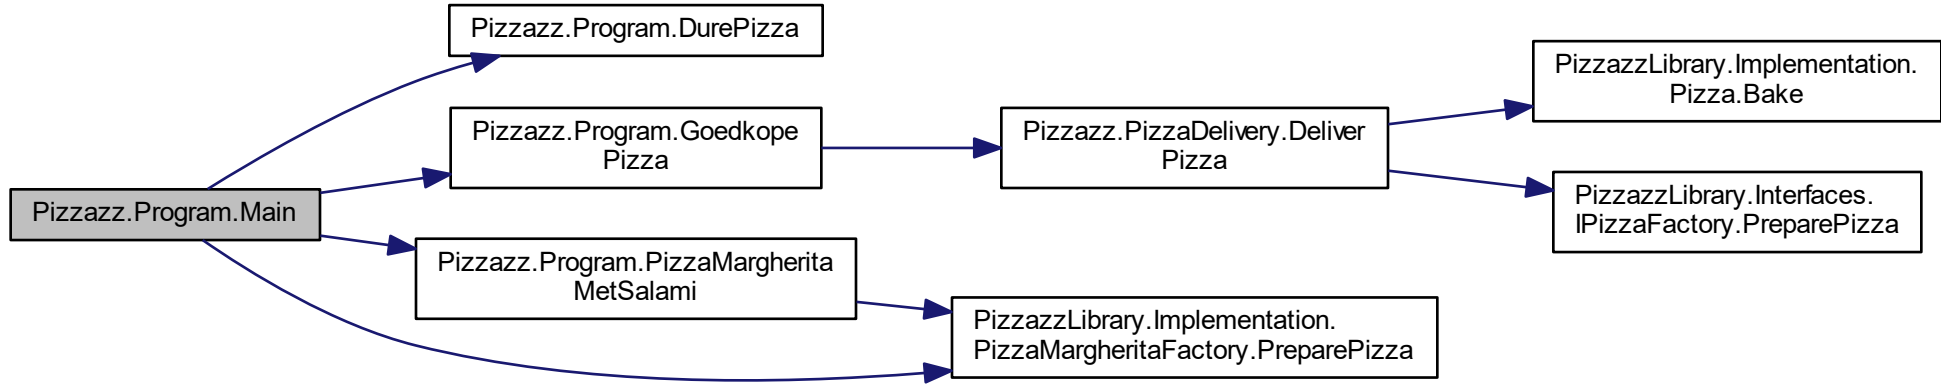 Pizzazz.Program.Main
Pizzazz.Program.DurePizza
Pizzazz.Program.Goedkope
Pizza
Pizzazz.Program.PizzaMargherita
MetSalami
Pizzazz.PizzaDelivery.Deliver
Pizza
PizzazzLibrary.Implementation.
PizzaMargheritaFactory.PreparePizza
PizzazzLibrary.Implementation.
Pizza.Bake
PizzazzLibrary.Interfaces.
IPizzaFactory.PreparePizza